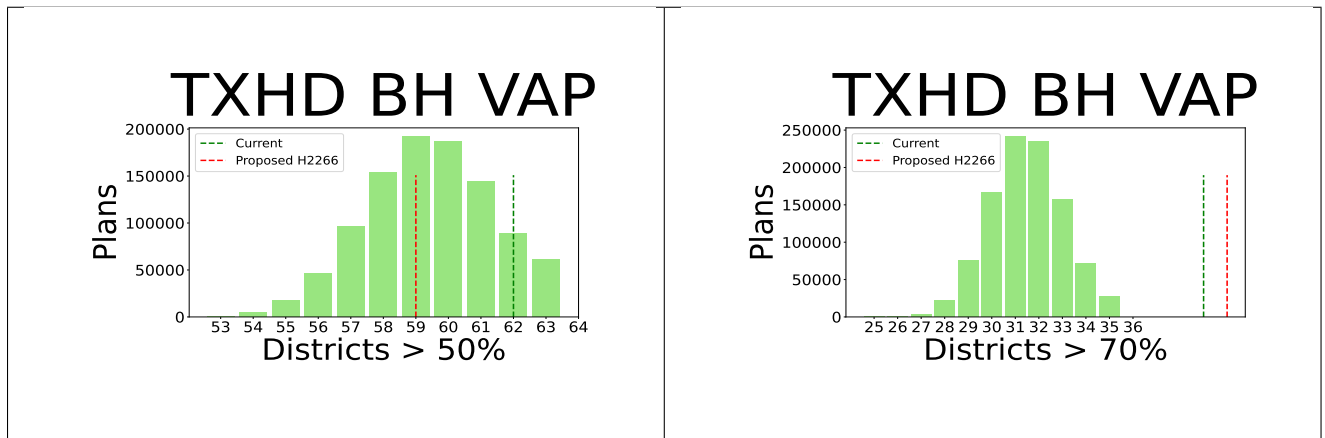 TXHD BH VAP
Plans
200000
150000
100000
50000
0
Current
Proposed H2266
53 54 55 56 57 58 59 60 61 62 63 64
Districts > 50%
TXHD BH VAP
Plans
250000
200000
150000
100000
50000
0
Current
Proposed H2266
25 26 27 28 29 30 31 32 33 34 35 36
Districts > 70%